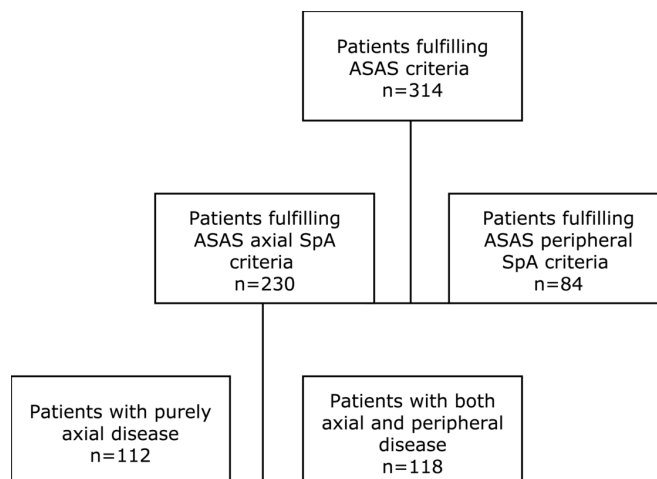 Patients fulfilling
ASAS criteria
n=314
Patients fulfilling
ASAS axial SpA
criteria
n=230
Patients fulfilling
ASAS peripheral
SpA criteria
n=84
Patients with purely
axial disease
n=112
Patients with both
axial and peripheral
disease
n=118